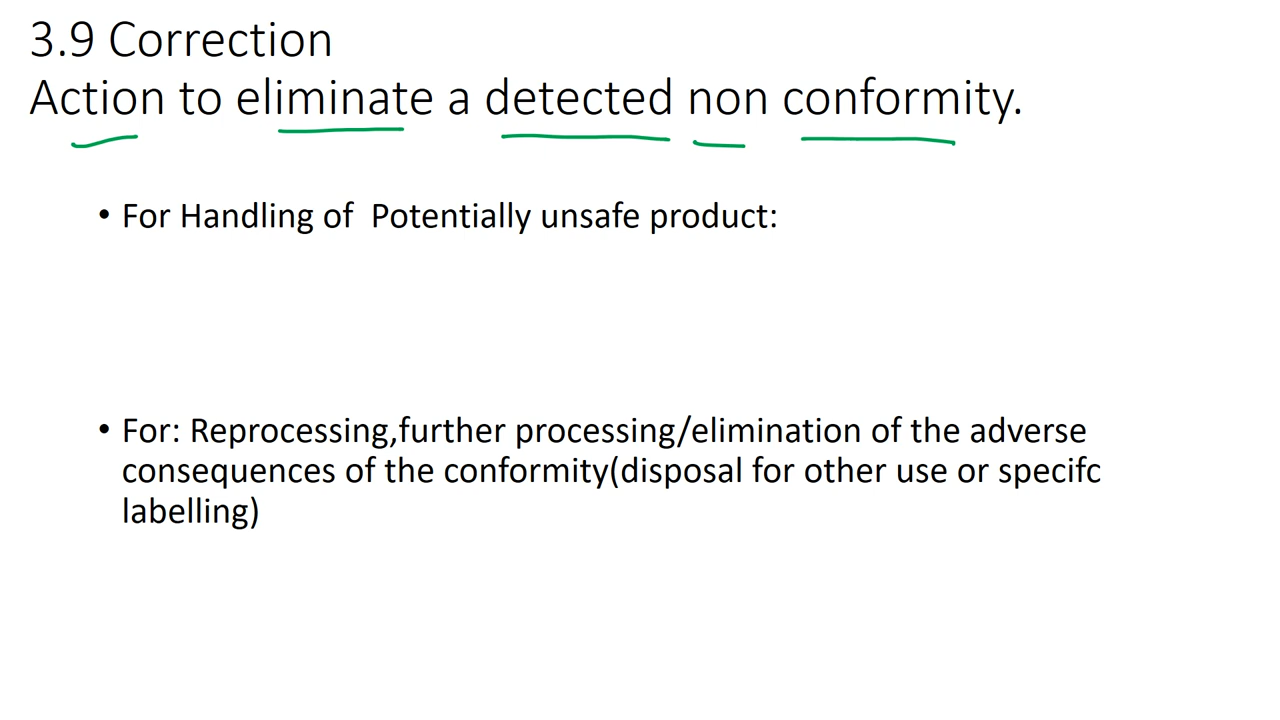 3.9 Correction
Action to eliminate a detected non conformity.
• For Handling of  Potentially unsafe product:
• For: Reprocessing,further processing/elimination of the adverse
consequences of the conformity(disposal for other use or specifc
labelling)